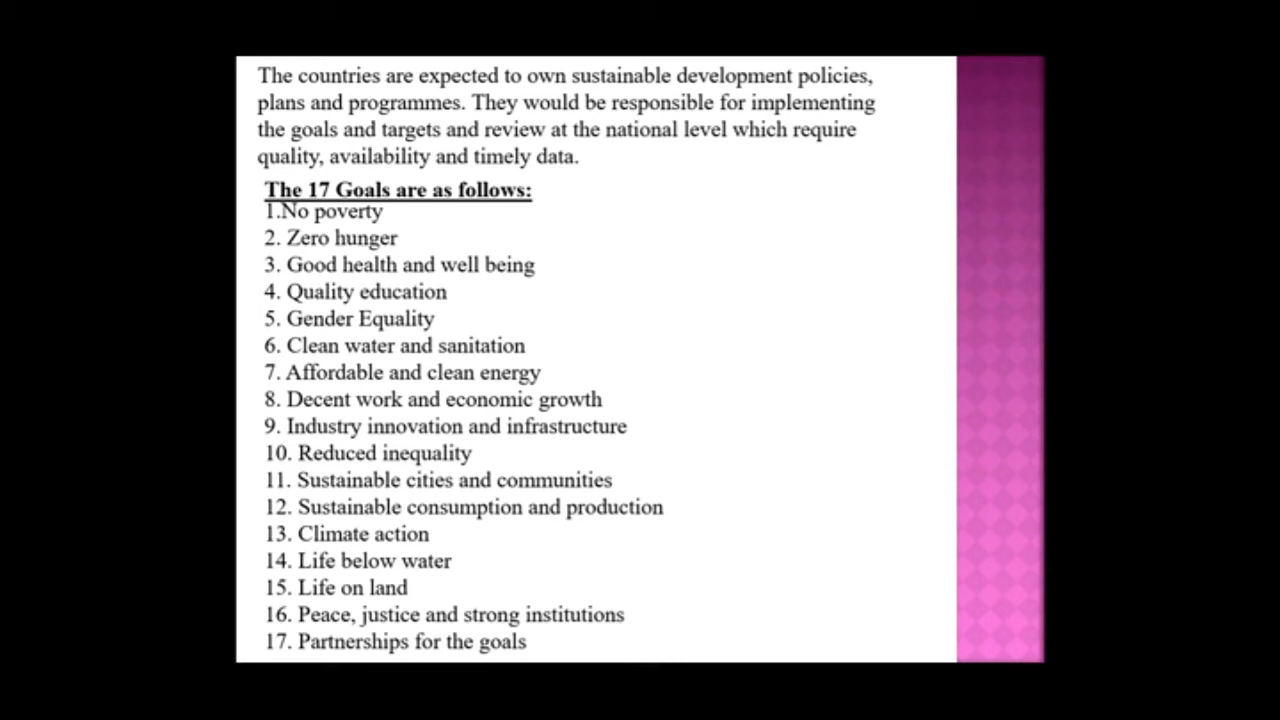 The countries are expected to own sustainable development policies,
plans and programmes. They would be responsible for implementing
the goals and targets and review at the national level which require
quality, availability and timely data.
The 17 Goals are as follows:
1.No poverty
2. Zero hunger
3. Good health and well being
4. Quality education
5. Gender Equality
6. Clean water and sanitation
7. Affordable and clean energy
8. Decent work and economic growth
9. Industry innovation and infrastructure
10. Reduced inequality
11. Sustainable cities and communities
12. Sustainable consumption and production
13. Climate action
14. Life below water
15. Life on land
16. Peace, justice and strong institutions
17. Partnerships for the goals